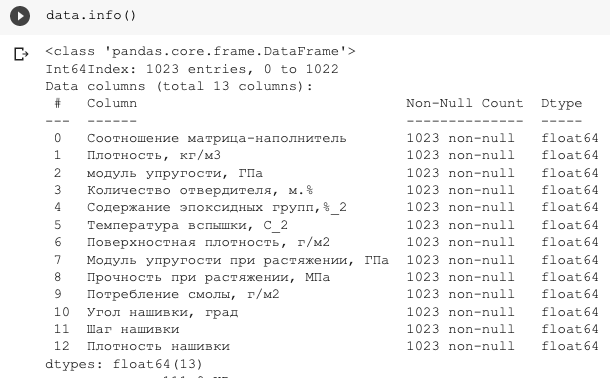 data.info()
<class 'pandas.core.frame.DataFrame'>
Int64Index: 1023 entries, 0 to 1022
Data columns (total 13 columns):
 #   Column                                Non-Null Count  Dtype
---  ------                                --------------  -----
 0   Соотношение матрица-наполнитель       1023 non-null   float64
 1   Плотность, кг/м3                      1023 non-null   float64
 2   модуль упругости, ГПа                 1023 non-null   float64
 3   Количество отвердителя, м.%           1023 non-null   float64
 4   Содержание эпоксидных групп,%_2       1023 non-null   float64
 5   Температура вспышки, С_2              1023 non-null   float64
 6   Поверхностная плотность, г/м2         1023 non-null   float64
 7   Модуль упругости при растяжении, ГПа  1023 non-null   float64
 8   Прочность при растяжении, МПа         1023 non-null   float64
 9   Потребление смолы, г/м2               1023 non-null   float64
 10  Угол нашивки, град                    1023 non-null   float64
 11  Шаг нашивки                           1023 non-null   float64
 12  Плотность нашивки                     1023 non-null   float64
dtypes: float64(13)